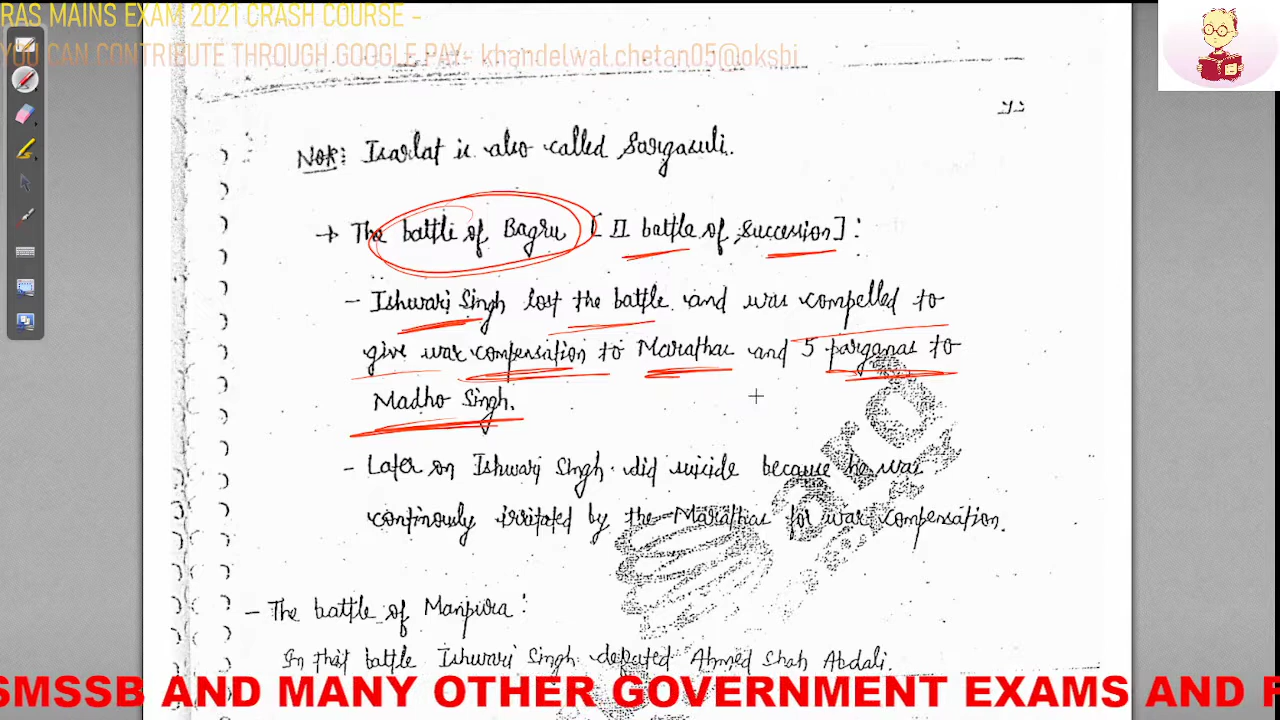 RAS MAINS EXAM 2021 CRASH COURSE -
YOU CAN CONTRIBUTE THROUGH GOOGLE PAY- khandelwal.chetan05@oksbi
Note: Isarlat is also called Sargasuli.
→ The battle of Bagru [ II battle of succession ] :
- Ishwari Singh lost the battle and was compelled to
give war compensation to Marathas and 5 parganas to
Madho Singh.
- Later on Ishwari Singh did suicide because he was
continously irritated by the Marathas for war compensation.
- The battle of Manpura :
In that battle Ishwari Singh defeated Ahmed Shah Abdali.
SMSSB AND MANY OTHER GOVERNMENT EXAMS AND F